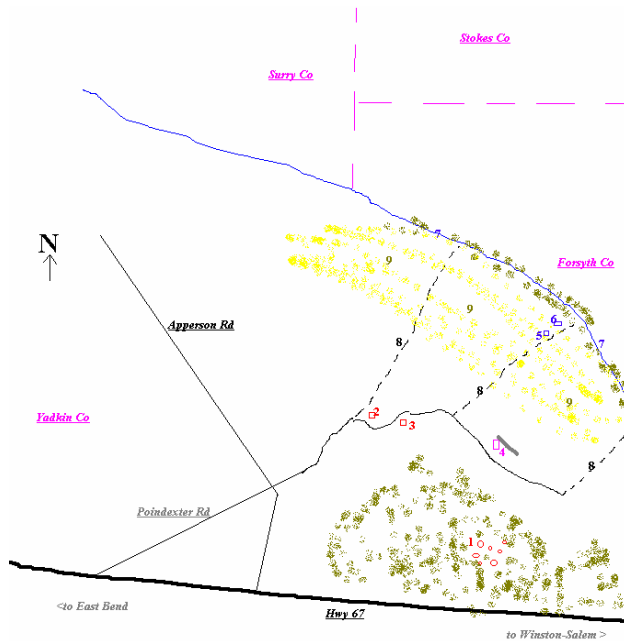 Stokes Co
Surry Co
7
N
9
Forsyth Co
9
6
Apperson Rd
5
8
7
8
9
2
Yadkin Co
3
4
8
Poindexter Rd
1
<to East Bend
Hwy 67
to Winston-Salem >